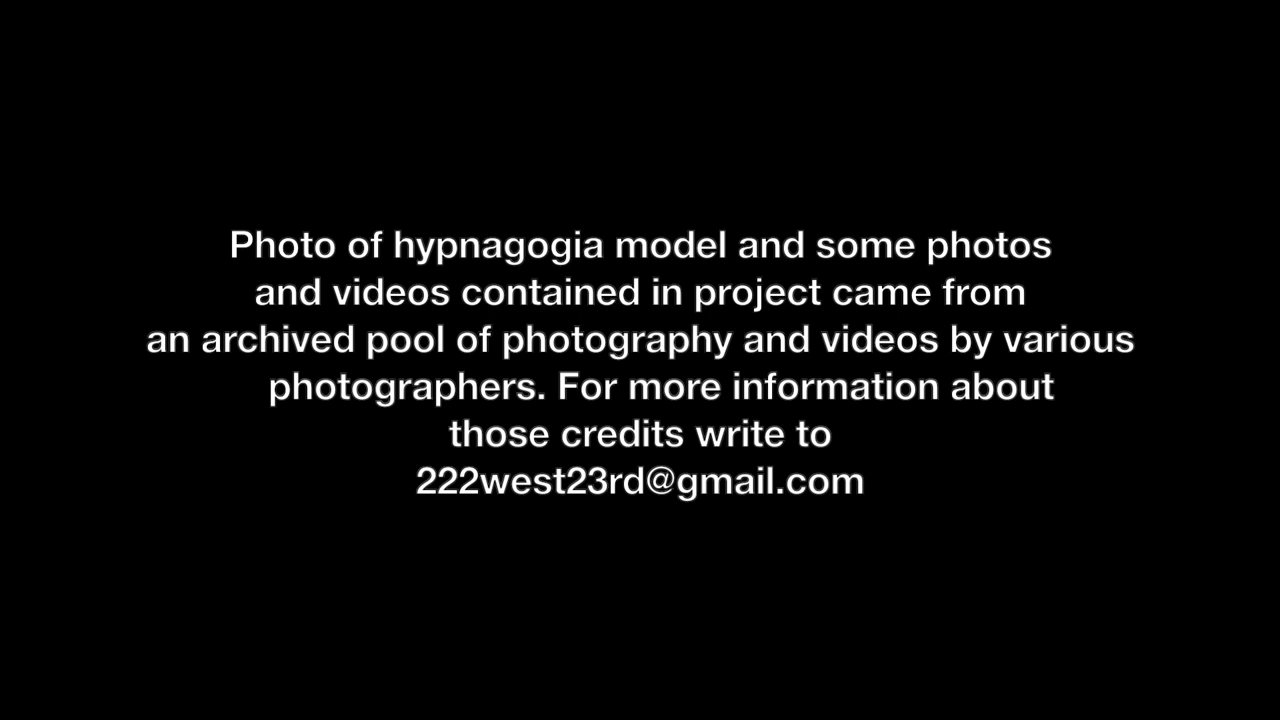 Photo of hypnagogia model and some photos
and videos contained in project came from
an archived pool of photography and videos by various
photographers. For more information about
those credits write to
222west23rd@gmail.com